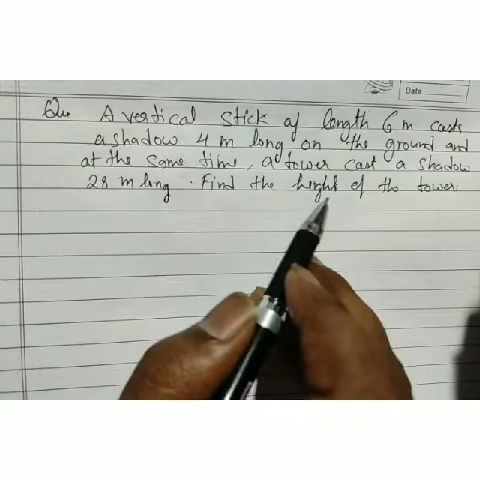 Date
Qu. A vertical stick of length 6 m casts
a shadow 4 m long on the ground and
at the same time, a tower cast a shadow
28 m long. Find the height of the tower.